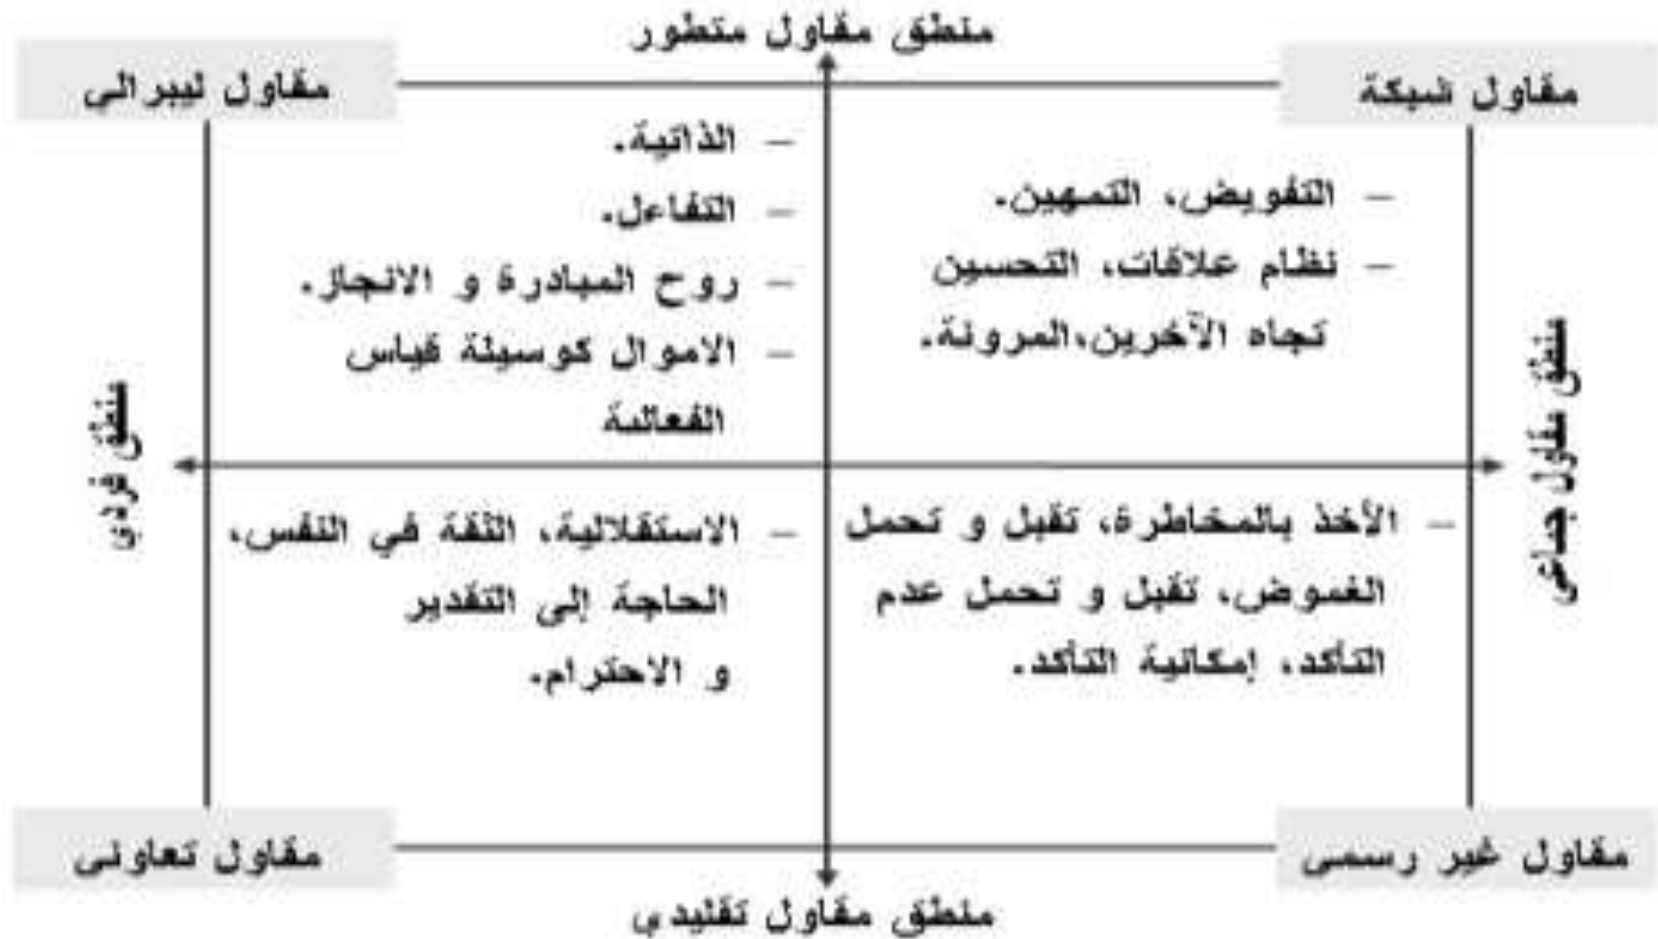 منطق مقاول متطور
مقاول شبكة
مقاول ليبرالي
– التفويض، التمهين.
– نظام علاقات، التحسين
تجاه الآخرين،المرونة.
– الذاتية.
– التفاعل.
– روح المبادرة و الانجاز.
– الاموال كوسيلة قياس
الفعالية
منطق مقاول جماعي
منطق فردي
– الأخذ بالمخاطرة، تقبل و تحمل
الغموض، تقبل و تحمل عدم
التأكد، إمكانية التأكد.
– الاستقلالية، الثقة في النفس،
الحاجة إلى التقدير
و الاحترام.
مقاول غير رسمي
مقاول تعاوني
منطق مقاول تقليدي